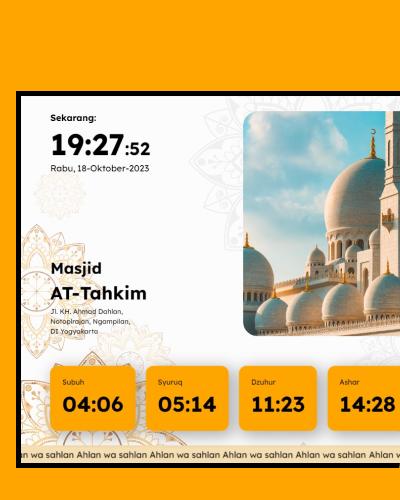 Sekarang:
19:27:52
Rabu, 18-Oktober-2023
Masjid
AT-Tahkim
Jl. KH. Ahmad Dahlan,
Notoprajan, Ngampilan,
DI Yogyakarta
Subuh
04:06
Syuruq
05:14
Dzuhur
11:23
Ashar
14:28
an wa sahlan Ahlan wa sahlan Ahlan wa sahlan Ahlan wa sahlan Ahlan wa sahlan Ahlan w